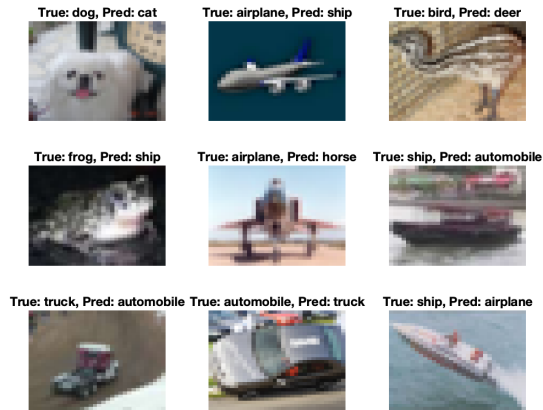 True: dog, Pred: cat
True: airplane, Pred: ship
True: bird, Pred: deer
True: frog, Pred: ship
True: airplane, Pred: horse
True: ship, Pred: automobile
True: truck, Pred: automobile
True: automobile, Pred: truck
True: ship, Pred: airplane